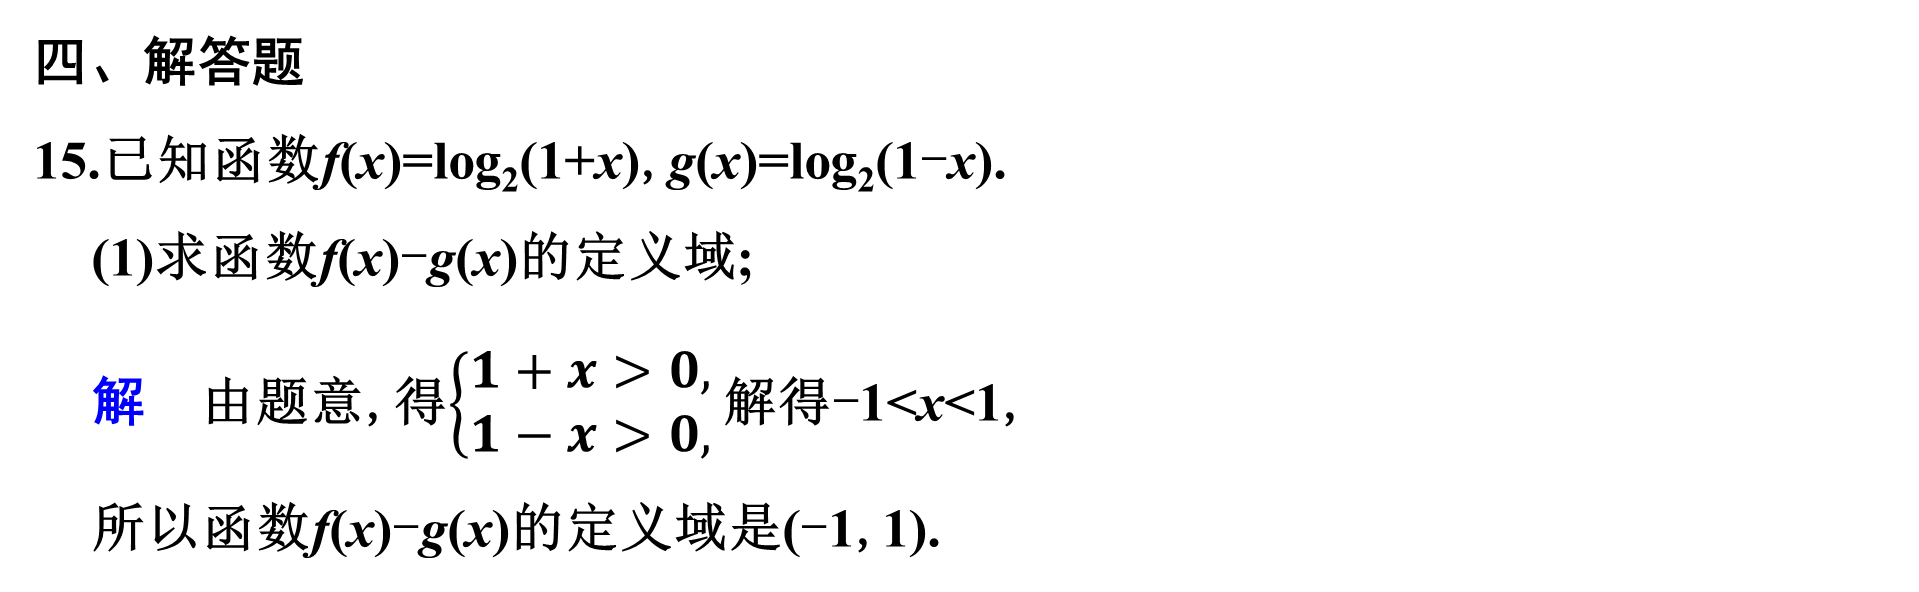 四、解答题
15.已知函数f(x)=log₂(1+x), g(x)=log₂(1−x).
(1)求函数f(x)−g(x)的定义域;
解 由题意, 得{1 + x > 0, 1 − x > 0, 解得−1<x<1,
所以函数f(x)−g(x)的定义域是(−1, 1).